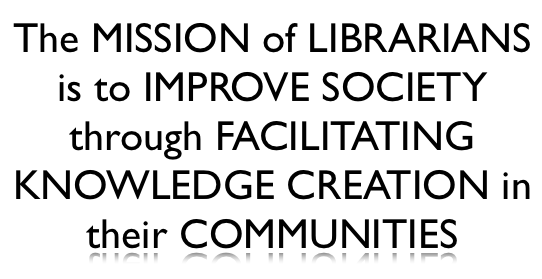 The MISSION of LIBRARIANS
is to IMPROVE SOCIETY
through FACILITATING
KNOWLEDGE CREATION in
their COMMUNITIES